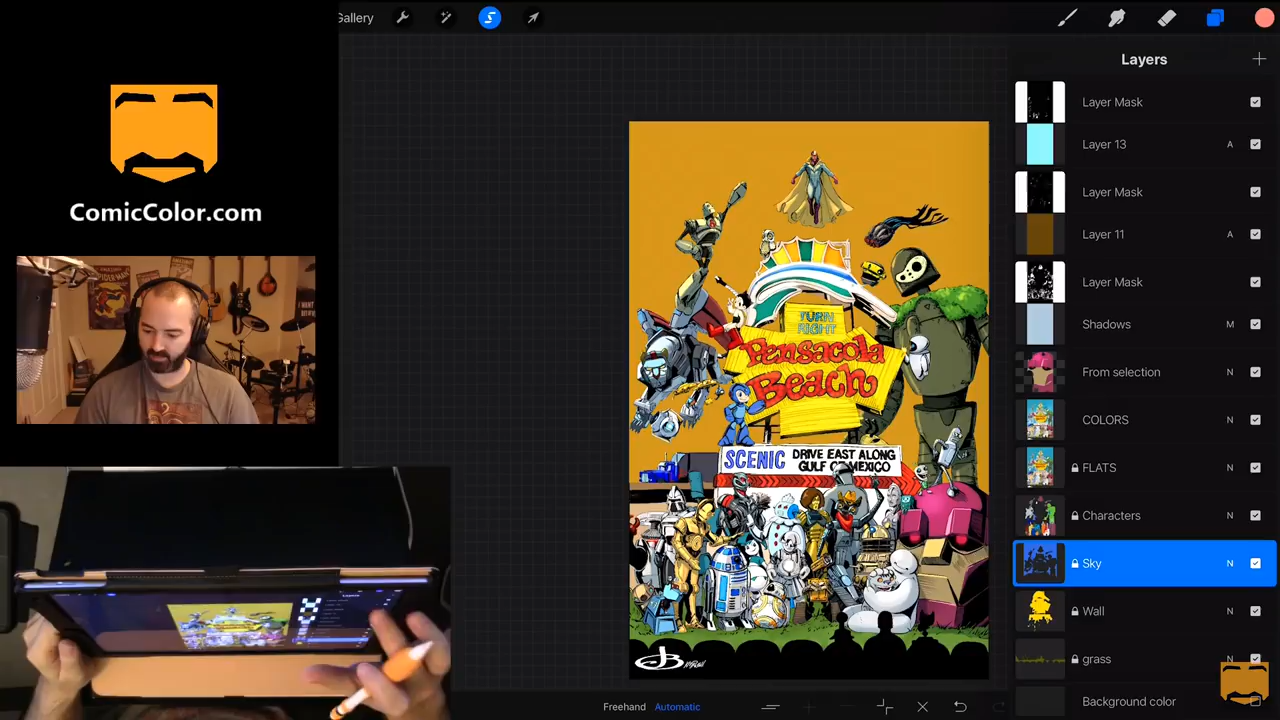 Gallery
S
Layers
ComicColor.com
Layer Mask
Layer 13 A
Layer Mask
Layer 11 A
Layer Mask
Shadows M
From selection N
COLORS N
FLATS N
Characters N
Sky N
Wall N
grass N
Background color
TURN
RIGHT
Pensacola
Beach
SCENIC DRIVE EAST ALONG
GULF OF MEXICO
JB
Freehand Automatic